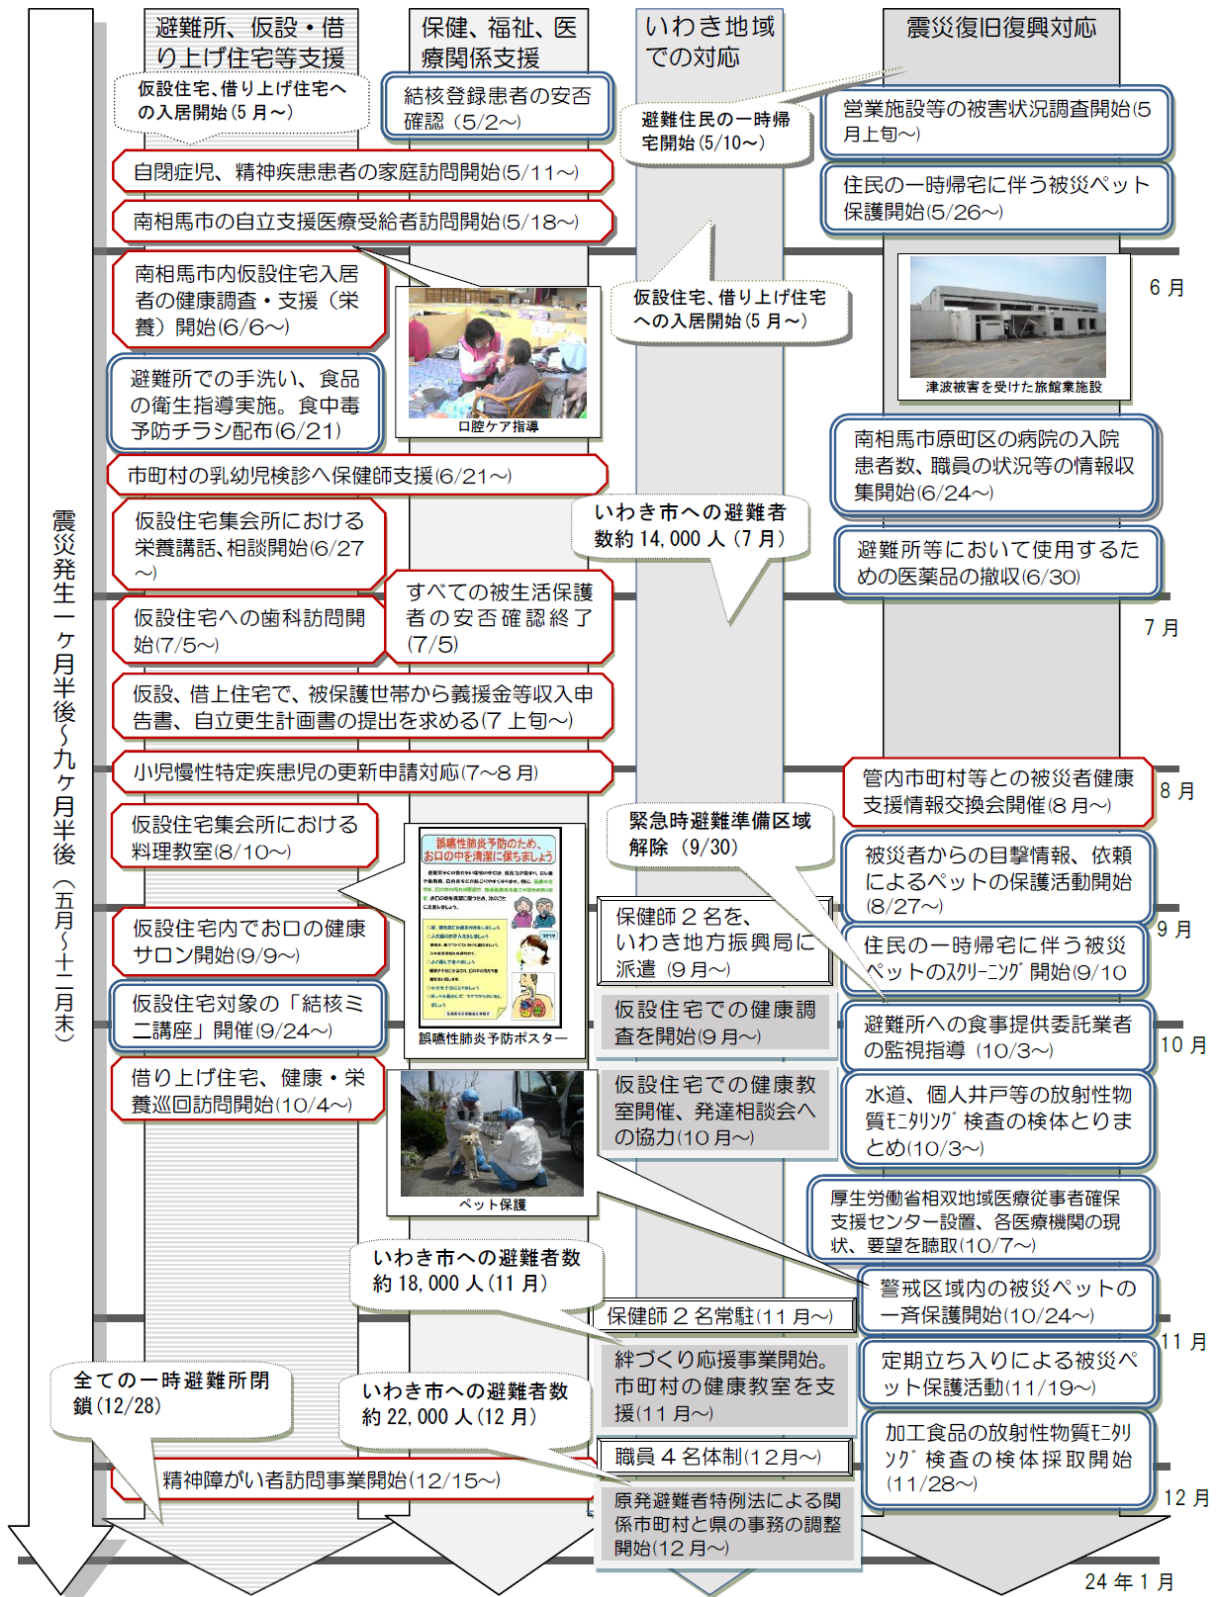 避難所、仮設・借
り上げ住宅等支援
保健、福祉、医
療関係支援
いわき地域
での対応
震災復旧復興対応
仮設住宅、借り上げ住宅へ
の入居開始(5月～)
結核登録患者の安否
確認（5/2～)
避難住民の一時帰
宅開始(5/10～)
営業施設等の被害状況調査開始(5
月上旬～)
自閉症児、精神疾患患者の家庭訪問開始(5/11～)
住民の一時帰宅に伴う被災ペット
保護開始(5/26～)
南相馬市の自立支援医療受給者訪問開始(5/18～)
6月
南相馬市内仮設住宅入居
者の健康調査・支援（栄
養）開始(6/6～)
口腔ケア指導
仮設住宅、借り上げ住宅
への入居開始(5月～)
津波被害を受けた旅館業施設
避難所での手洗い、食品
の衛生指導実施。食中毒
予防チラシ配布(6/21)
南相馬市原町区の病院の入院
患者数、職員の状況等の情報収
集開始(6/24～)
市町村の乳幼児検診へ保健師支援(6/21～)
いわき市への避難者
数約14,000人(7月)
仮設住宅集会所における
栄養講話、相談開始(6/27
～)
避難所等において使用するた
めの医薬品の撤収(6/30)
すべての被生活保護
者の安否確認終了
(7/5)
仮設住宅への歯科訪問開
始(7/5～)
7月
仮設、借上住宅で、被保護世帯から義援金等収入申
告書、自立更生計画書の提出を求める(7上旬～)
小児慢性特定疾患児の更新申請対応(7～8月)
管内市町村等との被災者健康
支援情報交換会開催(8月～)
8月
仮設住宅集会所における
料理教室(8/10～)
誤嚥性肺炎予防のため、
お口の中を清潔に保ちましょう
誤嚥性肺炎予防ポスター
緊急時避難準備区域
解除（9/30)
被災者からの目撃情報、依頼
によるペットの保護活動開始
(8/27～)
9月
仮設住宅内でお口の健康
サロン開始(9/9～)
保健師2名を、
いわき地方振興局に
派遣（9月～)
住民の一時帰宅に伴う被災
ペットのスクリーニング開始(9/10
仮設住宅対象の「結核ミ
ニ講座」開催(9/24～)
仮設住宅での健康調
査を開始(9月～)
避難所への食事提供委託業者
の監視指導（10/3～)
10月
借り上げ住宅、健康・栄
養巡回訪問開始(10/4～)
ペット保護
仮設住宅での健康教
室開催、発達相談会へ
の協力(10月～)
水道、個人井戸等の放射性物
質モニタリング検査の検体とりま
とめ(10/3～)
厚生労働省相双地域医療従事者確保
支援センター設置、各医療機関の現
状、要望を聴取(10/7～)
いわき市への避難者数
約18,000人(11月)
警戒区域内の被災ペットの
一斉保護開始(10/24～)
保健師2名常駐(11月～)
11月
絆づくり応援事業開始。
市町村の健康教室を支
援(11月～)
定期立ち入りによる被災ペ
ット保護活動(11/19～)
全ての一時避難所閉
鎖(12/28)
いわき市への避難者数
約22,000人(12月)
加工食品の放射性物質モニタリ
ング検査の検体採取開始
(11/28～)
職員4名体制(12月～)
精神障がい者訪問事業開始(12/15～)
12月
原発避難者特例法による関
係市町村と県の事務の調整
開始(12月～)
24年1月
震災発生一ヶ月半後～九ヶ月半後（五月～十二月末）